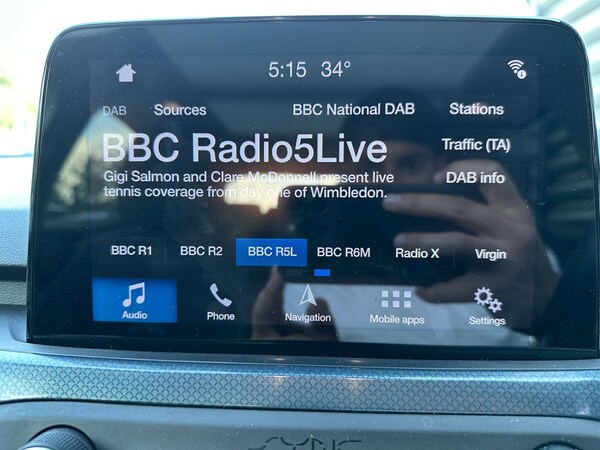 5:15 34°
DAB Sources BBC National DAB Stations
BBC Radio5Live
Traffic (TA)
Gigi Salmon and Clare McDonnell present live
tennis coverage from day one of Wimbledon.
DAB info
BBC R1 BBC R2 BBC R5L BBC R6M Radio X Virgin
Audio Phone Navigation Mobile apps Settings
SYNC